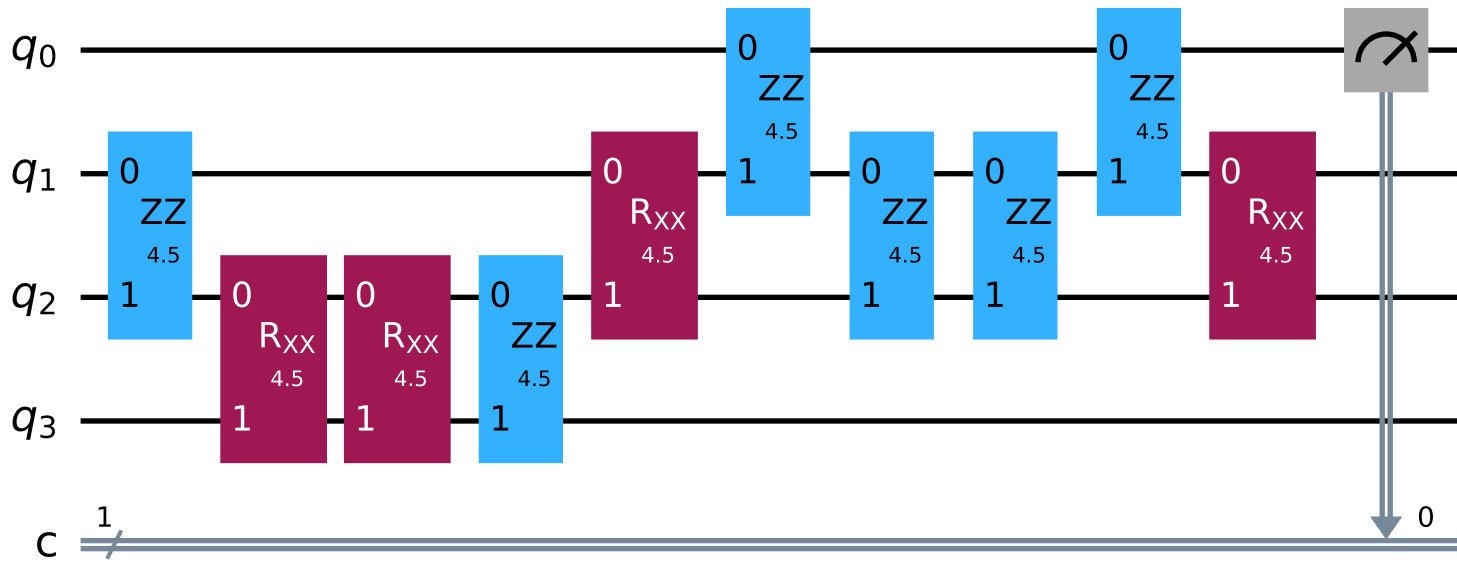 q0 0 ZZ 4.5 1 0 ZZ 4.5 1
q1 0 ZZ 4.5 1 0 RXX 4.5 1 0 ZZ 4.5 1 0 ZZ 4.5 1 0 RXX 4.5 1
q2 0 RXX 4.5 1 0 RXX 4.5 1 0 ZZ 4.5 1
q3
c 1 0